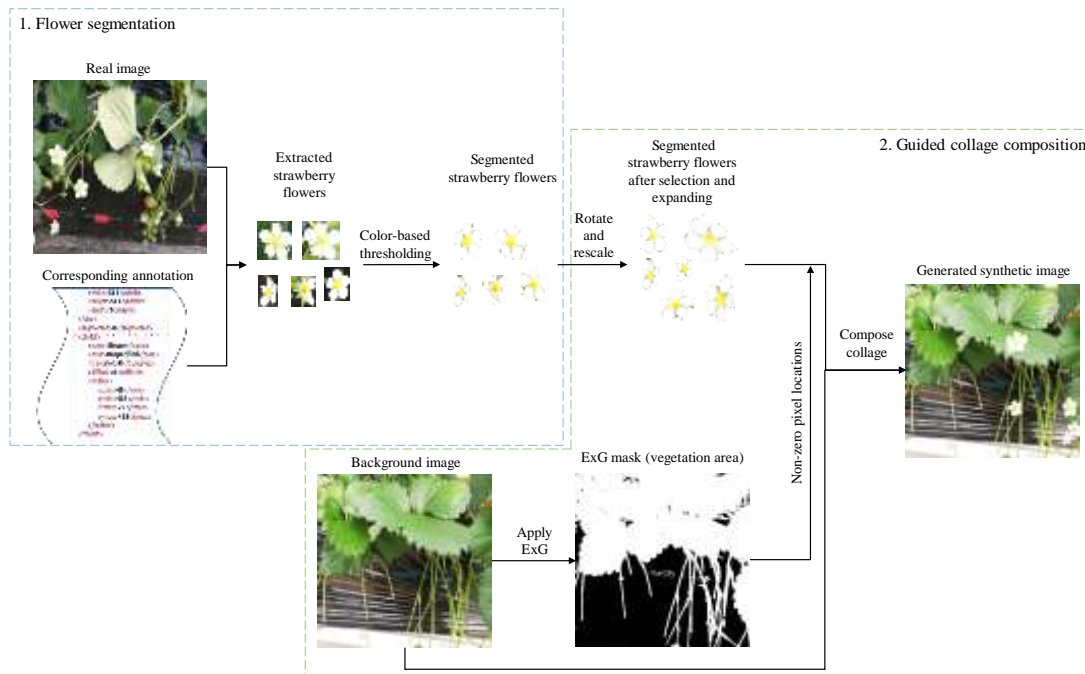 1. Flower segmentation
Real image
Corresponding annotation
Extracted
strawberry
flowers
Color-based
thresholding
Segmented
strawberry flowers
2. Guided collage composition
Rotate
and
rescale
Segmented
strawberry flowers
after selection and
expanding
Background image
Apply
ExG
ExG mask (vegetation area)
Non-zero pixel locations
Compose
collage
Generated synthetic image